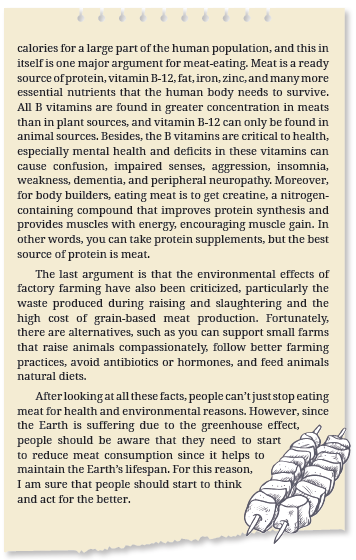 calories for a large part of the human population, and this in
itself is one major argument for meat-eating. Meat is a ready
source of protein, vitamin B-12, fat, iron, zinc, and many more
essential nutrients that the human body needs to survive.
All B vitamins are found in greater concentration in meats
than in plant sources, and vitamin B-12 can only be found in
animal sources. Besides, the B vitamins are critical to health,
especially mental health and deficits in these vitamins can
cause confusion, impaired senses, aggression, insomnia,
weakness, dementia, and peripheral neuropathy. Moreover,
for body builders, eating meat is to get creatine, a nitrogen-
containing compound that improves protein synthesis and
provides muscles with energy, encouraging muscle gain. In
other words, you can take protein supplements, but the best
source of protein is meat.
The last argument is that the environmental effects of
factory farming have also been criticized, particularly the
waste produced during raising and slaughtering and the
high cost of grain-based meat production. Fortunately,
there are alternatives, such as you can support small farms
that raise animals compassionately, follow better farming
practices, avoid antibiotics or hormones, and feed animals
natural diets.
After looking at all these facts, people can't just stop eating
meat for health and environmental reasons. However, since
the Earth is suffering due to the greenhouse effect,
people should be aware that they need to start
to reduce meat consumption since it helps to
maintain the Earth's lifespan. For this reason,
I am sure that people should start to think
and act for the better.